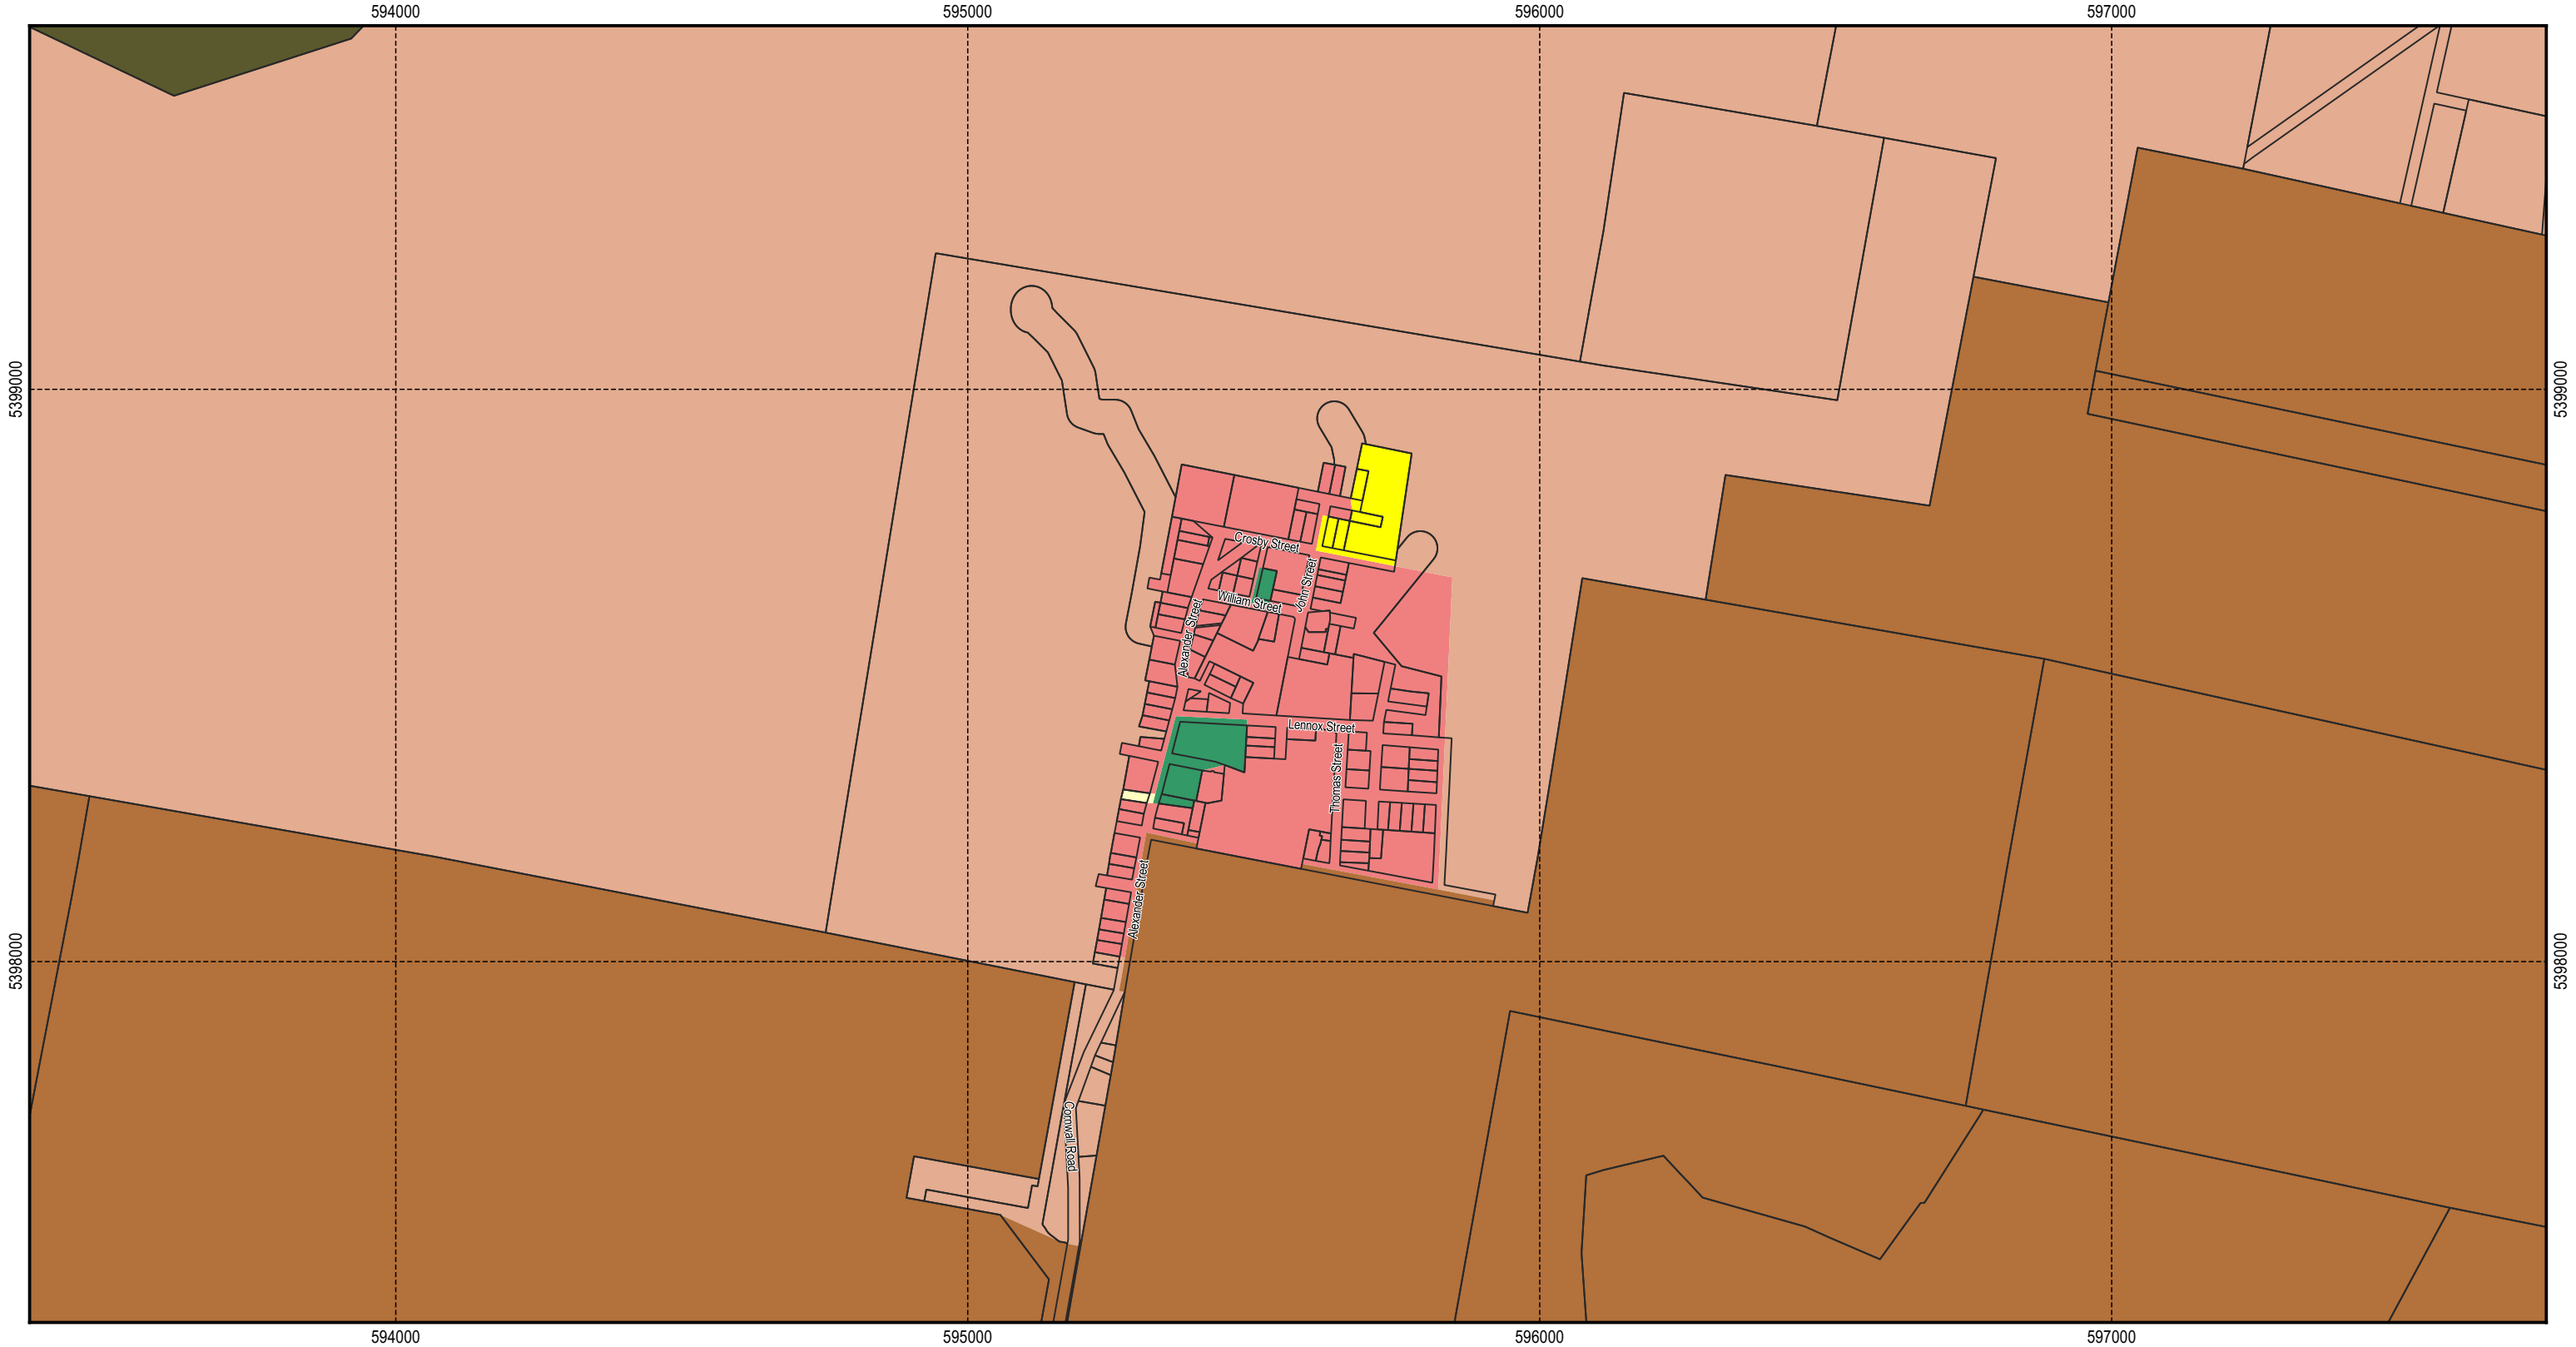 594000
595000
596000
597000
5399000
5399000
Crosby Street
John Street
William Street
Alexander Street
Lennox Street
Thomas Street
Alexander Street
5398000
5398000
Cornwall Road
594000
595000
596000
597000